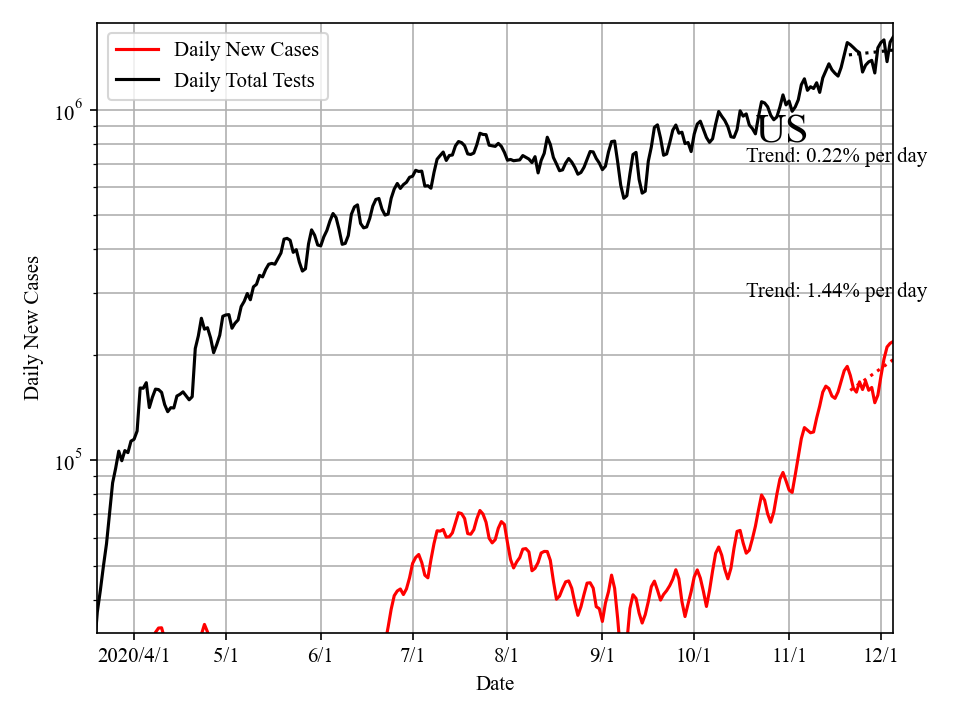 Daily New Cases
Daily Total Tests
10^6
US
Trend: 0.22% per day
Trend: 1.44% per day
10^5
Daily New Cases
2020/4/1 5/1 6/1 7/1 8/1 9/1 10/1 11/1 12/1
Date